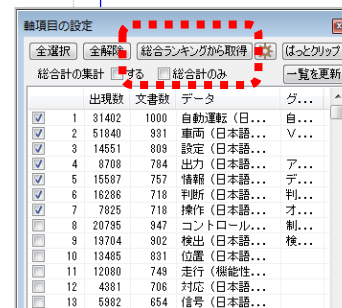 軸項目の設定
全選択 全解除 総合ランキングから取得 はっとりップ
総合計の集計 する 総合計のみ 一覧を更新
出現数 文書数 データ グ...
1 31402 1000 自動運転（日... 自...
2 51840 931 車両（日本語... V...
3 14551 809 設定（日本語...
4 8708 784 出力（日本語... ア...
5 15587 757 情報（日本語... デ...
6 16286 718 判断（日本語... 判...
7 7825 718 操作（日本語... オ...
8 20795 947 コントロール... 制...
9 19704 902 検出（日本語... 検...
10 13485 831 位置（日本語...
11 12080 749 走行（機能性...
12 4381 706 対応（日本語...
13 5982 654 信号（日本語...